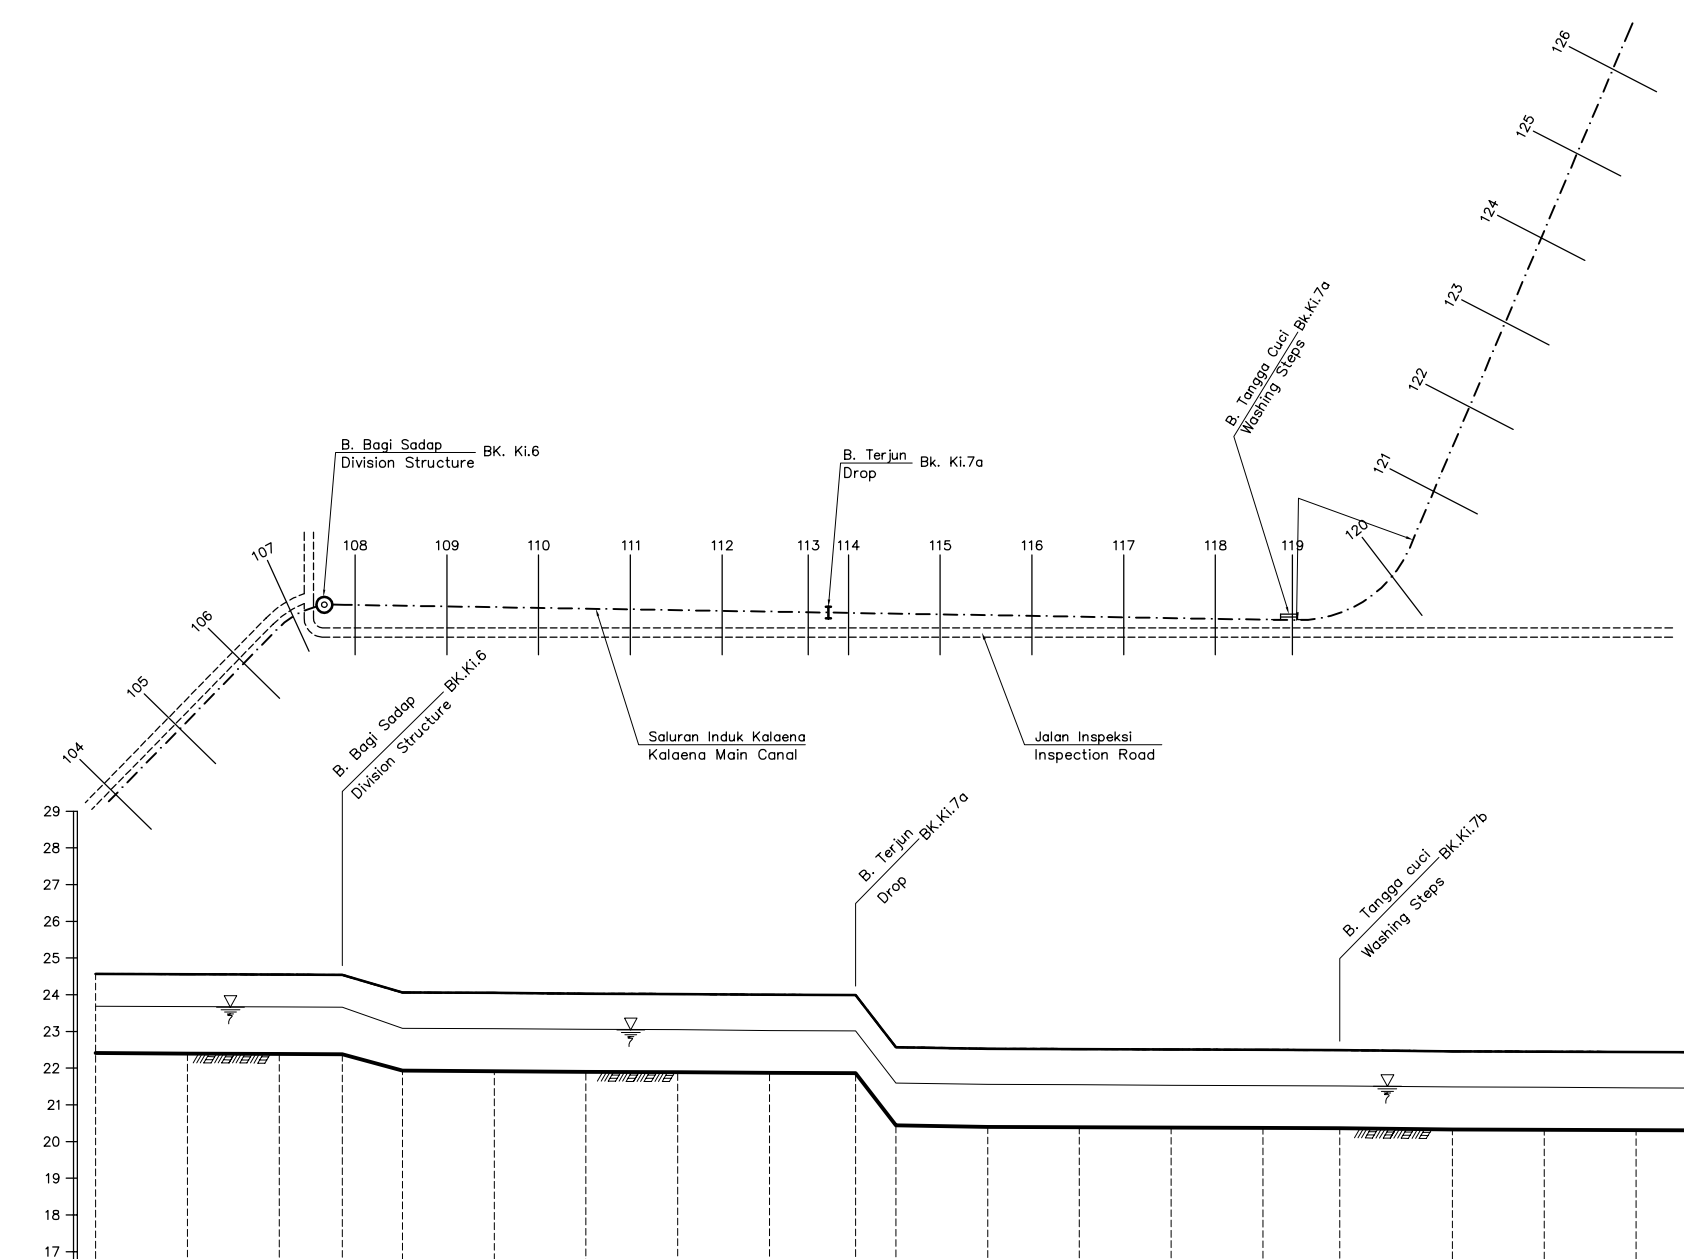 126
125
124
123
122
121
120
B. Tangga Cuci Bk.Ki.7a
Washing Steps
B. Bagi Sadap BK. Ki.6
Division Structure
B. Terjun Bk. Ki.7a
Drop
107
108
109
110
111
112
113
114
115
116
117
118
119
106
105
104
B. Bagi Sadap BK.Ki.6
Division Structure
Saluran Induk Kalaena
Kalaena Main Canal
Jalan Inspeksi
Inspection Road
B. Terjun BK.Ki.7a
Drop
B. Tangga cuci BK.Ki.7b
Washing Steps
29
28
27
26
25
24
23
22
21
20
19
18
17